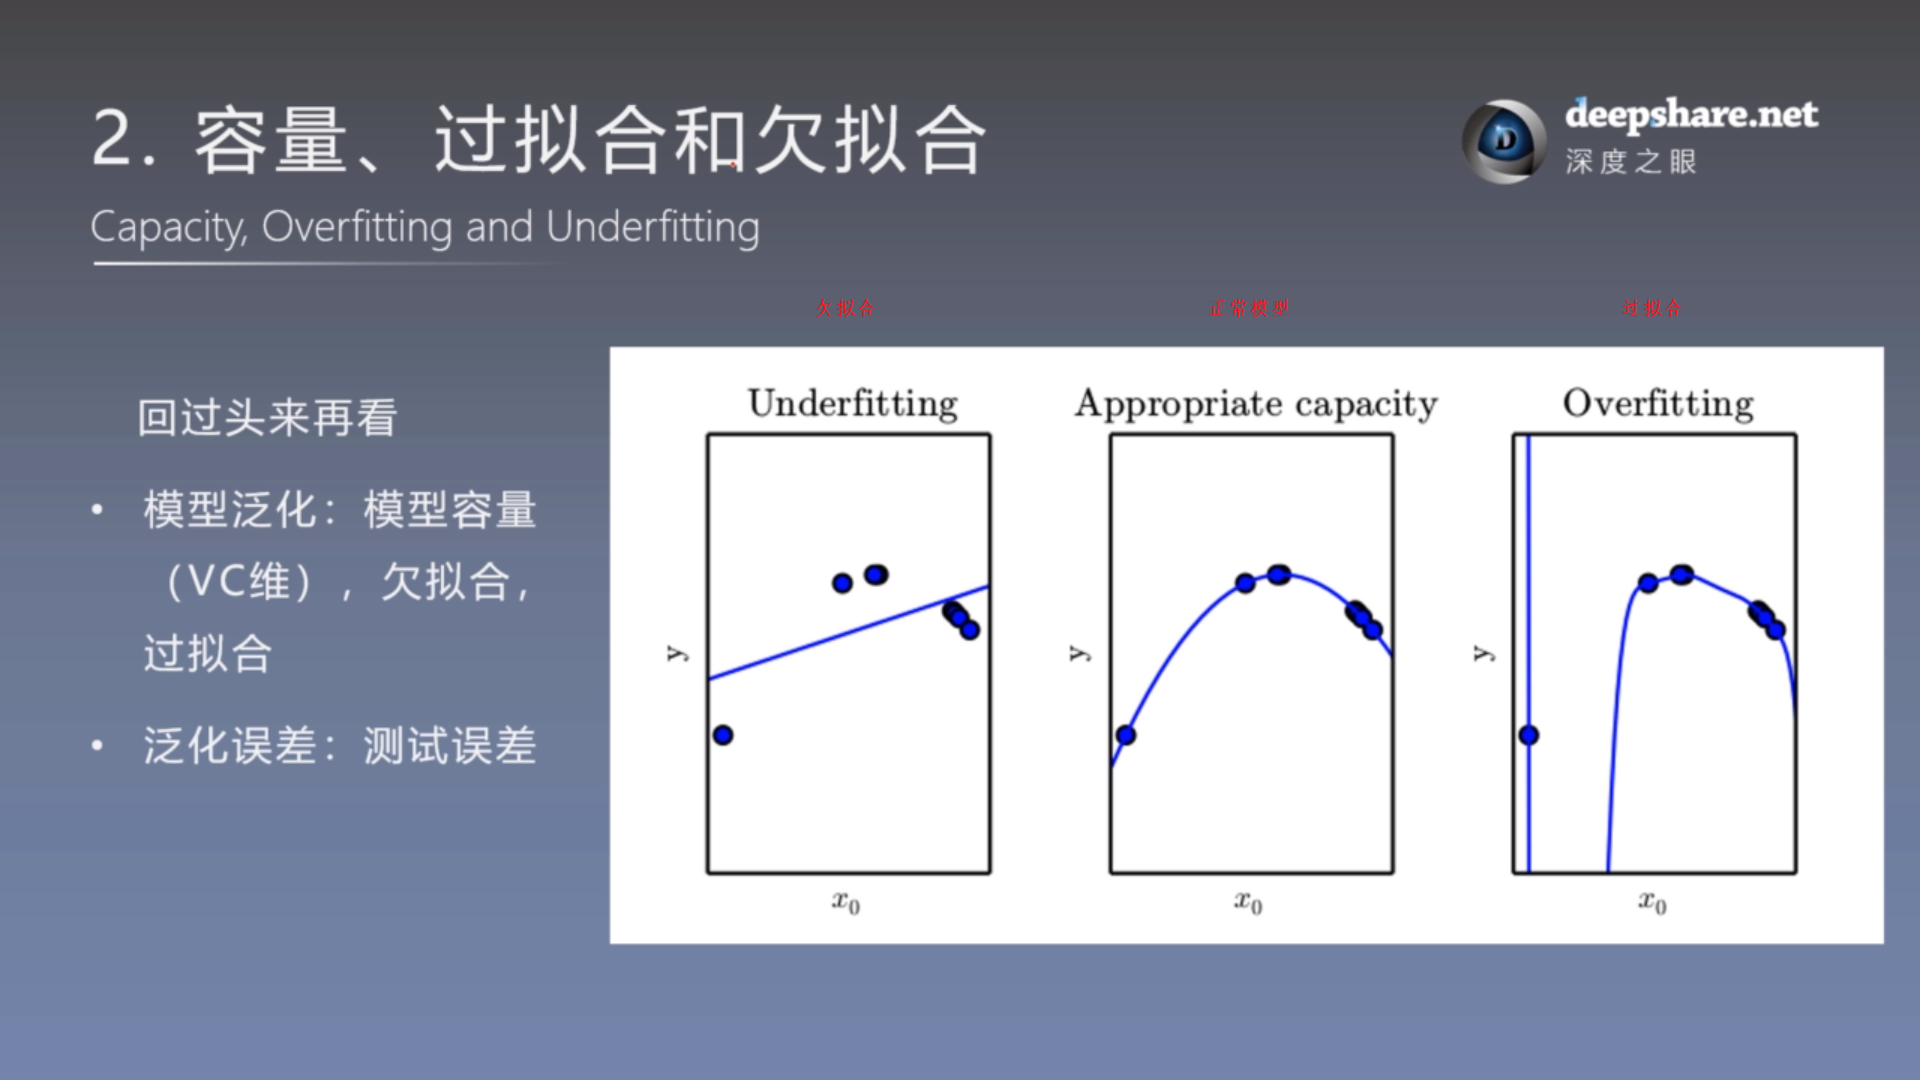 2. 容量、过拟合和欠拟合
deepshare.net
深度之眼
Capacity, Overfitting and Underfitting
欠拟合
正常模型
过拟合
回过头来再看
• 模型泛化：模型容量
（VC维），欠拟合，
过拟合
• 泛化误差：测试误差
Underfitting
Appropriate capacity
Overfitting
y
y
y
x₀
x₀
x₀